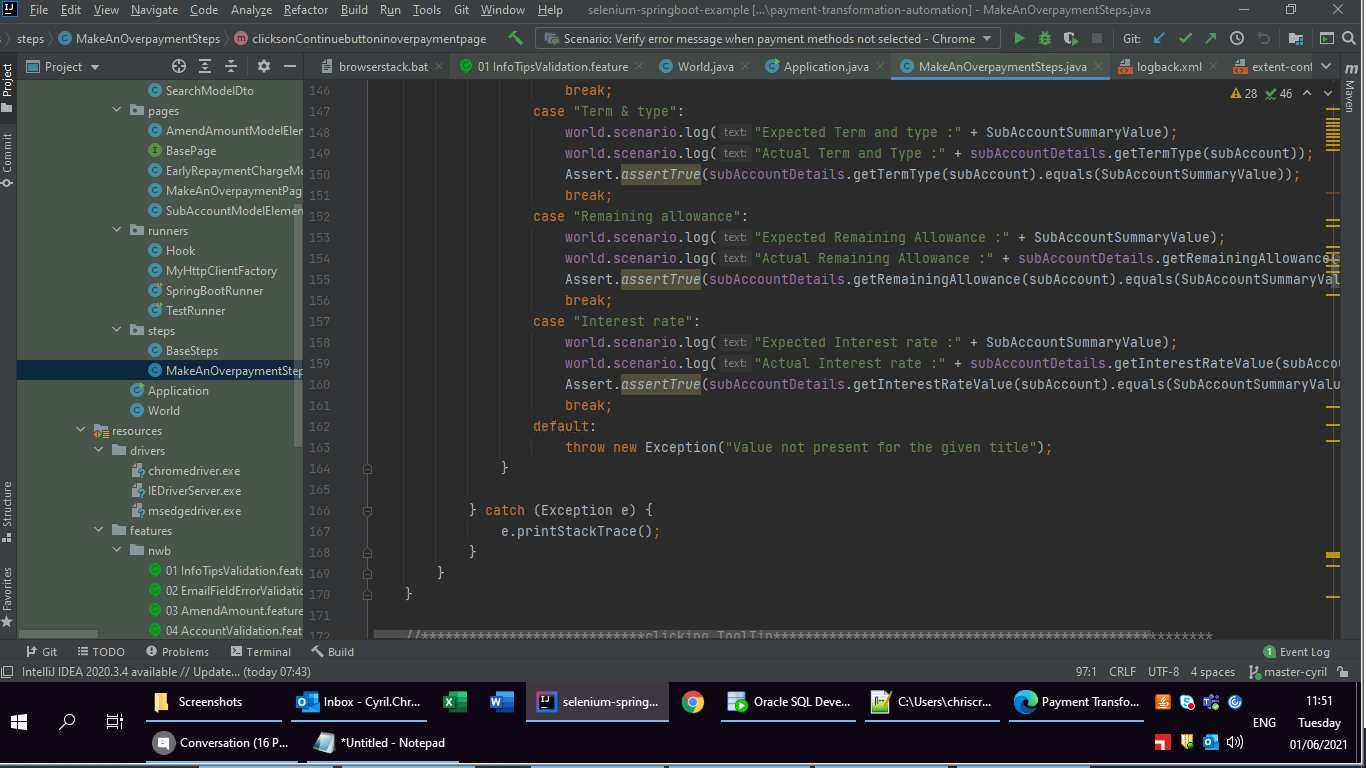 File Edit View Navigate Code Analyze Refactor Build Run Tools Git Window Help selenium-springboot-example [...\payment-transformation-automation] - MakeAnOverpaymentSteps.java
steps MakeAnOverpaymentSteps clicksonContinuebuttoninoverpaymentpage Scenario: Verify error message when payment methods not selected - Chrome Git:
Project browserstack.bat 01 InfoTipsValidation.feature World.java Application.java MakeAnOverpaymentSteps.java logback.xml extent-conf
Project
Commit
Structure
Favorites
Maven
SearchModelDto
pages
AmendAmountModelElem
BasePage
EarlyRepaymentChargeMo
MakeAnOverpaymentPag
SubAccountModelElemen
runners
Hook
MyHttpClientFactory
SpringBootRunner
TestRunner
steps
BaseSteps
MakeAnOverpaymentStep
Application
World
resources
drivers
chromedriver.exe
IEDriverServer.exe
msedgedriver.exe
features
nwb
01 InfoTipsValidation.featu
02 EmailFieldErrorValidatio
03 AmendAmount.feature
04 AccountValidation.feat
28 46
146 break;
147 case "Term & type":
148 world.scenario.log( text: "Expected Term and type :" + SubAccountSummaryValue);
149 world.scenario.log( text: "Actual Term and Type :" + subAccountDetails.getTermType(subAccount));
150 Assert.assertTrue(subAccountDetails.getTermType(subAccount).equals(SubAccountSummaryValue));
151 break;
152 case "Remaining allowance":
153 world.scenario.log( text: "Expected Remaining Allowance :" + SubAccountSummaryValue);
154 world.scenario.log( text: "Actual Remaining Allowance :" + subAccountDetails.getRemainingAllowance(
155 Assert.assertTrue(subAccountDetails.getRemainingAllowance(subAccount).equals(SubAccountSummaryVal
156 break;
157 case "Interest rate":
158 world.scenario.log( text: "Expected Interest rate :" + SubAccountSummaryValue);
159 world.scenario.log( text: "Actual Interest rate :" + subAccountDetails.getInterestRateValue(subAcco
160 Assert.assertTrue(subAccountDetails.getInterestRateValue(subAccount).equals(SubAccountSummaryValu
161 break;
162 default:
163 throw new Exception("Value not present for the given title");
164 }
165
166 } catch (Exception e) {
167 e.printStackTrace();
168 }
169 }
170 }
171
172 //****************************clicking ToolTip*******************************************************
Git TODO Problems Terminal Build 1 Event Log
IntelliJ IDEA 2020.3.4 available // Update... (today 07:43) 97:1 CRLF UTF-8 4 spaces master-cyril
Screenshots Inbox - Cyril.Chr... selenium-spring... Oracle SQL Deve... C:\Users\chriscr... Payment Transfo...
Conversation (16 P... *Untitled - Notepad
ENG
11:51
Tuesday
01/06/2021